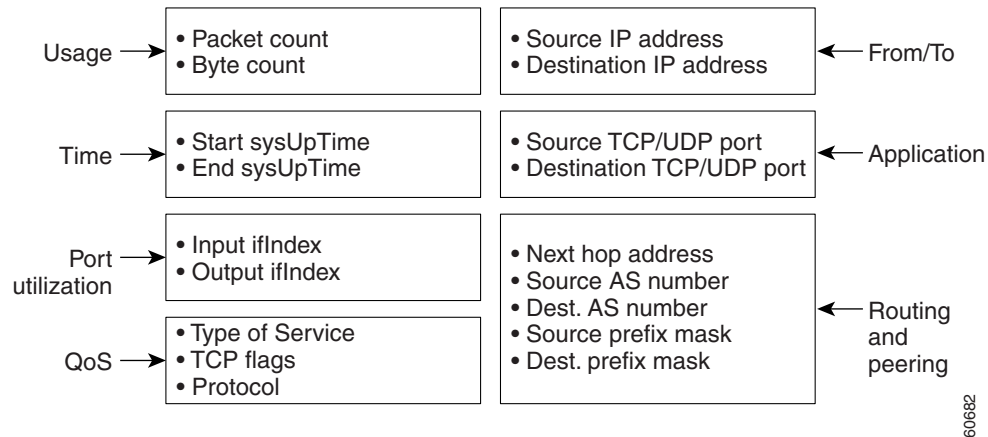 Usage
• Packet count
• Byte count
• Source IP address
• Destination IP address
From/To
Time
• Start sysUpTime
• End sysUpTime
• Source TCP/UDP port
• Destination TCP/UDP port
Application
Port
utilization
• Input ifIndex
• Output ifIndex
QoS
• Type of Service
• TCP flags
• Protocol
• Next hop address
• Source AS number
• Dest. AS number
• Source prefix mask
• Dest. prefix mask
Routing
and
peering
60682